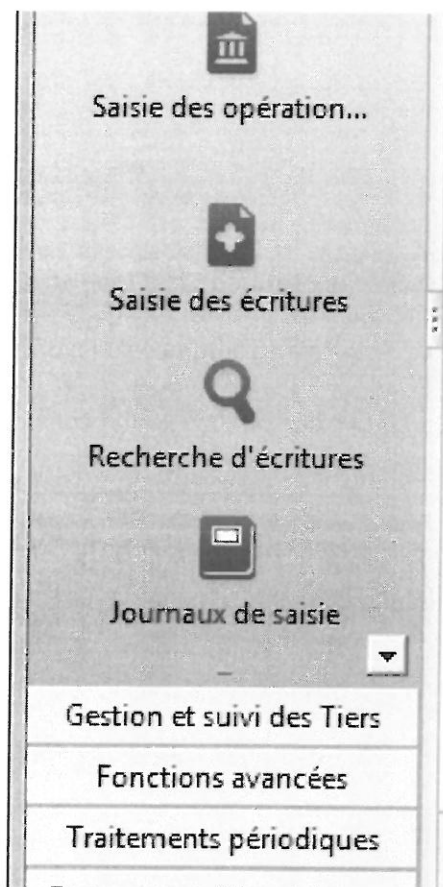 Saisie des opération...
Saisie des écritures
Recherche d'écritures
Journaux de saisie
Gestion et suivi des Tiers
Fonctions avancées
Traitements périodiques